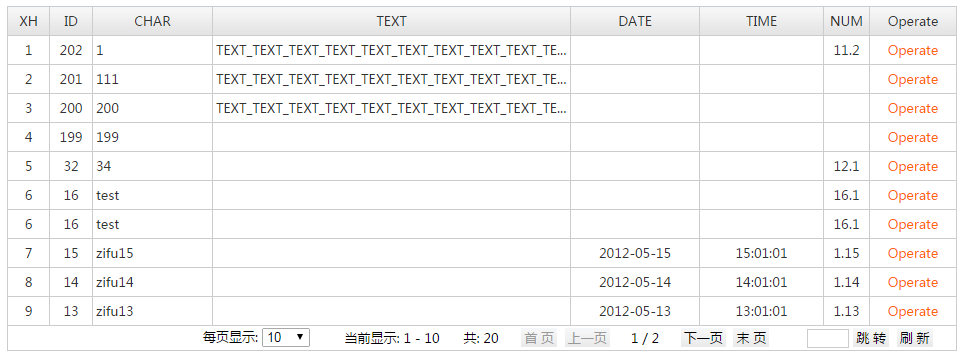 XH ID CHAR TEXT DATE TIME NUM Operate
1 202 1 TEXT_TEXT_TEXT_TEXT_TEXT_TEXT_TEXT_TEXT_TEXT_TE... 11.2 Operate
2 201 111 TEXT_TEXT_TEXT_TEXT_TEXT_TEXT_TEXT_TEXT_TEXT_TE... Operate
3 200 200 TEXT_TEXT_TEXT_TEXT_TEXT_TEXT_TEXT_TEXT_TEXT_TE... Operate
4 199 199 Operate
5 32 34 12.1 Operate
6 16 test 16.1 Operate
6 16 test 16.1 Operate
7 15 zifu15 2012-05-15 15:01:01 1.15 Operate
8 14 zifu14 2012-05-14 14:01:01 1.14 Operate
9 13 zifu13 2012-05-13 13:01:01 1.13 Operate
每页显示: 10 当前显示: 1 - 10 共: 20 首 页 上一页 1 / 2 下一页 末 页 跳 转 刷 新